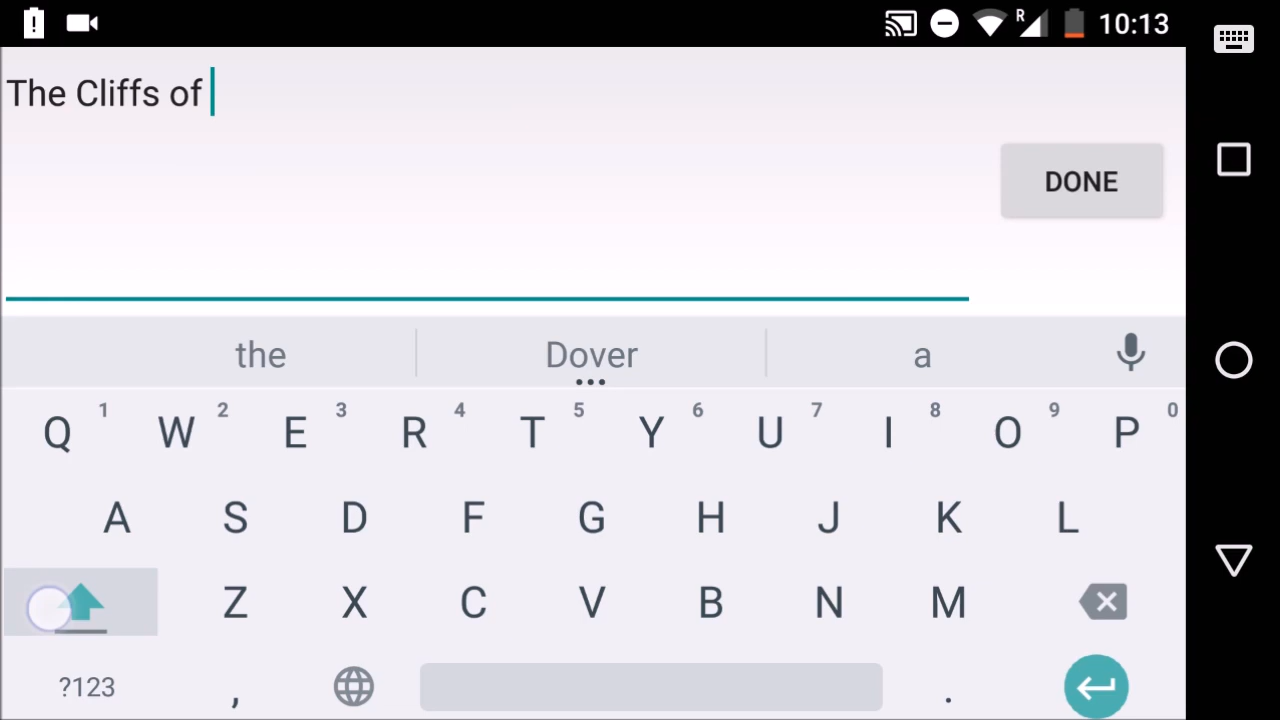 R 10:13
The Cliffs of
DONE
the Dover a
Q 1 W 2 E 3 R 4 T 5 Y 6 U 7 I 8 O 9 P 0
A S D F G H J K L
Z X C V B N M
?123 , .